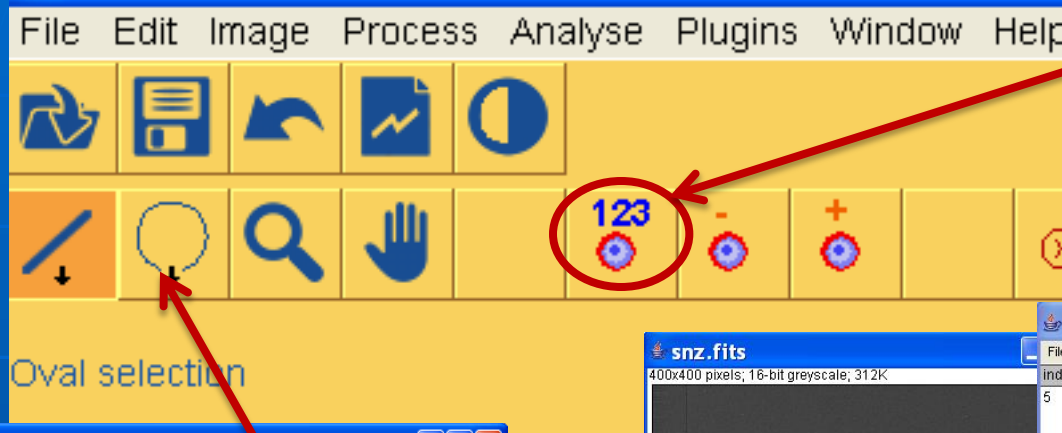 File Edit Image Process Analyse Plugins Window Help
123
- +
Oval selection
snz.fits
400x400 pixels; 16-bit greyscale; 312K
5